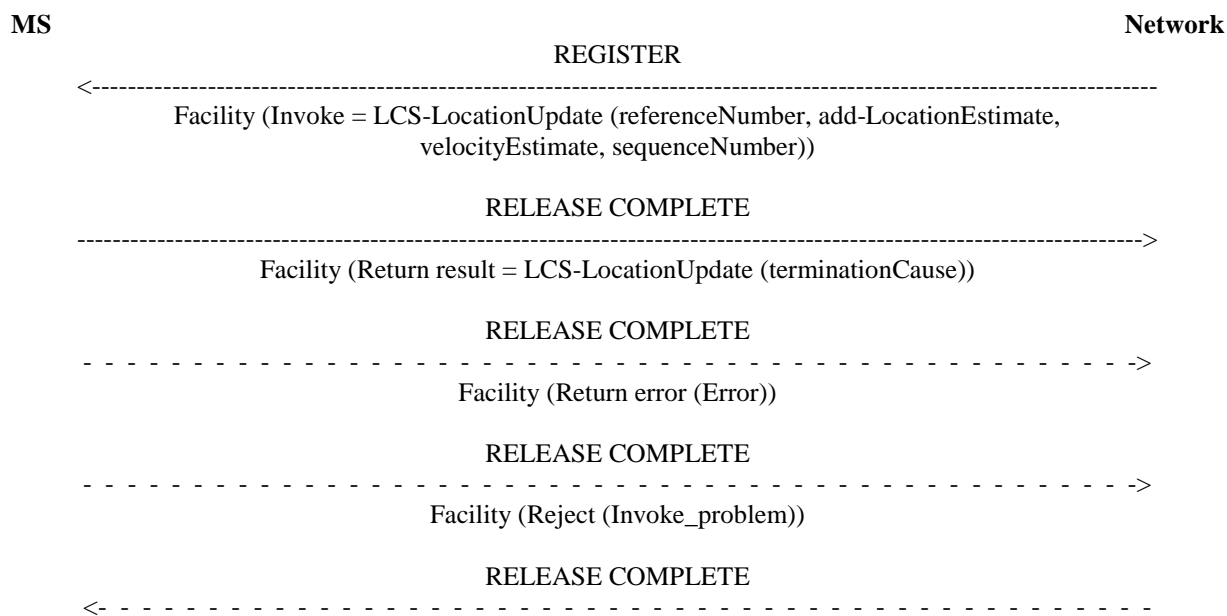 MS Network
REGISTER
<------------------------------------------------------------------------------------------------------------------------
Facility (Invoke = LCS-LocationUpdate (referenceNumber, add-LocationEstimate,
velocityEstimate, sequenceNumber))
RELEASE COMPLETE
------------------------------------------------------------------------------------------------------------------------>
Facility (Return result = LCS-LocationUpdate (terminationCause))
RELEASE COMPLETE
- - - - - - - - - - - - - - - - - - - - - - - - - - - - - - - - - - - - - - - - - - - - - - - ->
Facility (Return error (Error))
RELEASE COMPLETE
- - - - - - - - - - - - - - - - - - - - - - - - - - - - - - - - - - - - - - - - - - - - - - - ->
Facility (Reject (Invoke_problem))
RELEASE COMPLETE
<- - - - - - - - - - - - - - - - - - - - - - - - - - - - - - - - - - - - - - - - - - - - - - - -